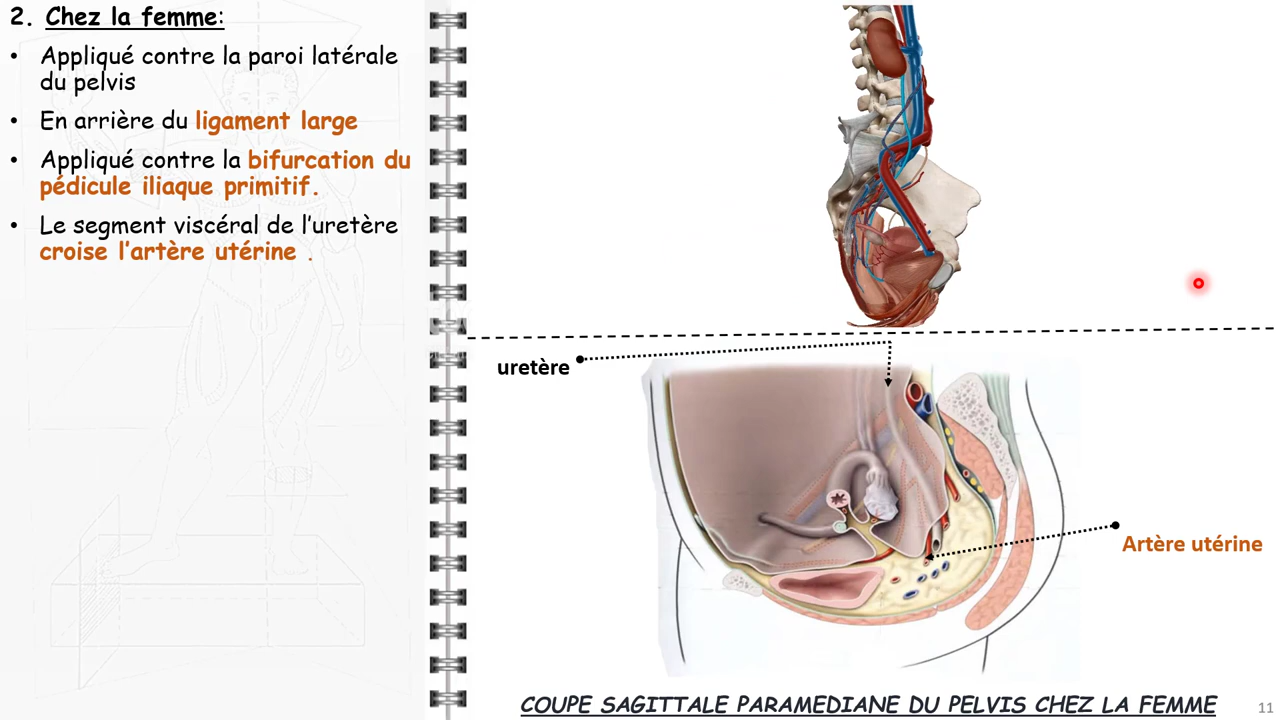 2. Chez la femme:
• Appliqué contre la paroi latérale
du pelvis
• En arrière du ligament large
• Appliqué contre la bifurcation du
pédicule iliaque primitif.
• Le segment viscéral de l’uretère
croise l’artère utérine .
uretère
Artère utérine
COUPE SAGITTALE PARAMEDIANE DU PELVIS CHEZ LA FEMME
11